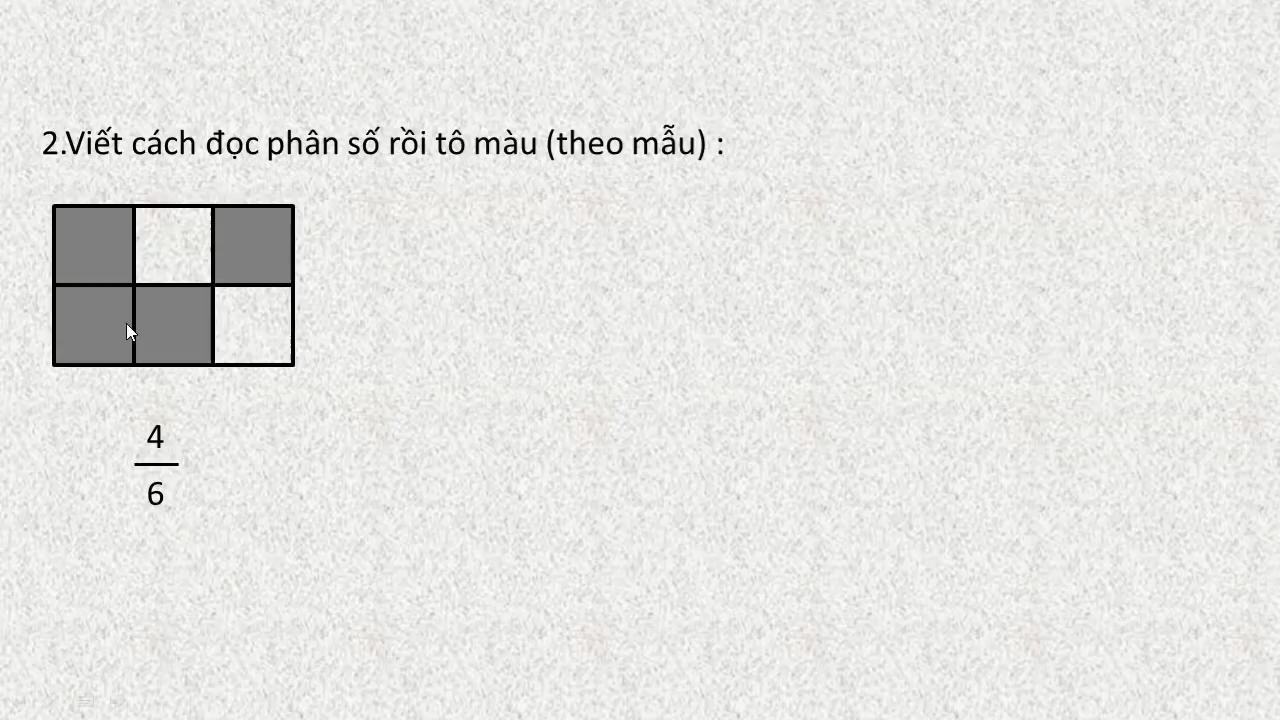 2.Viết cách đọc phân số rồi tô màu (theo mẫu) :
4
6